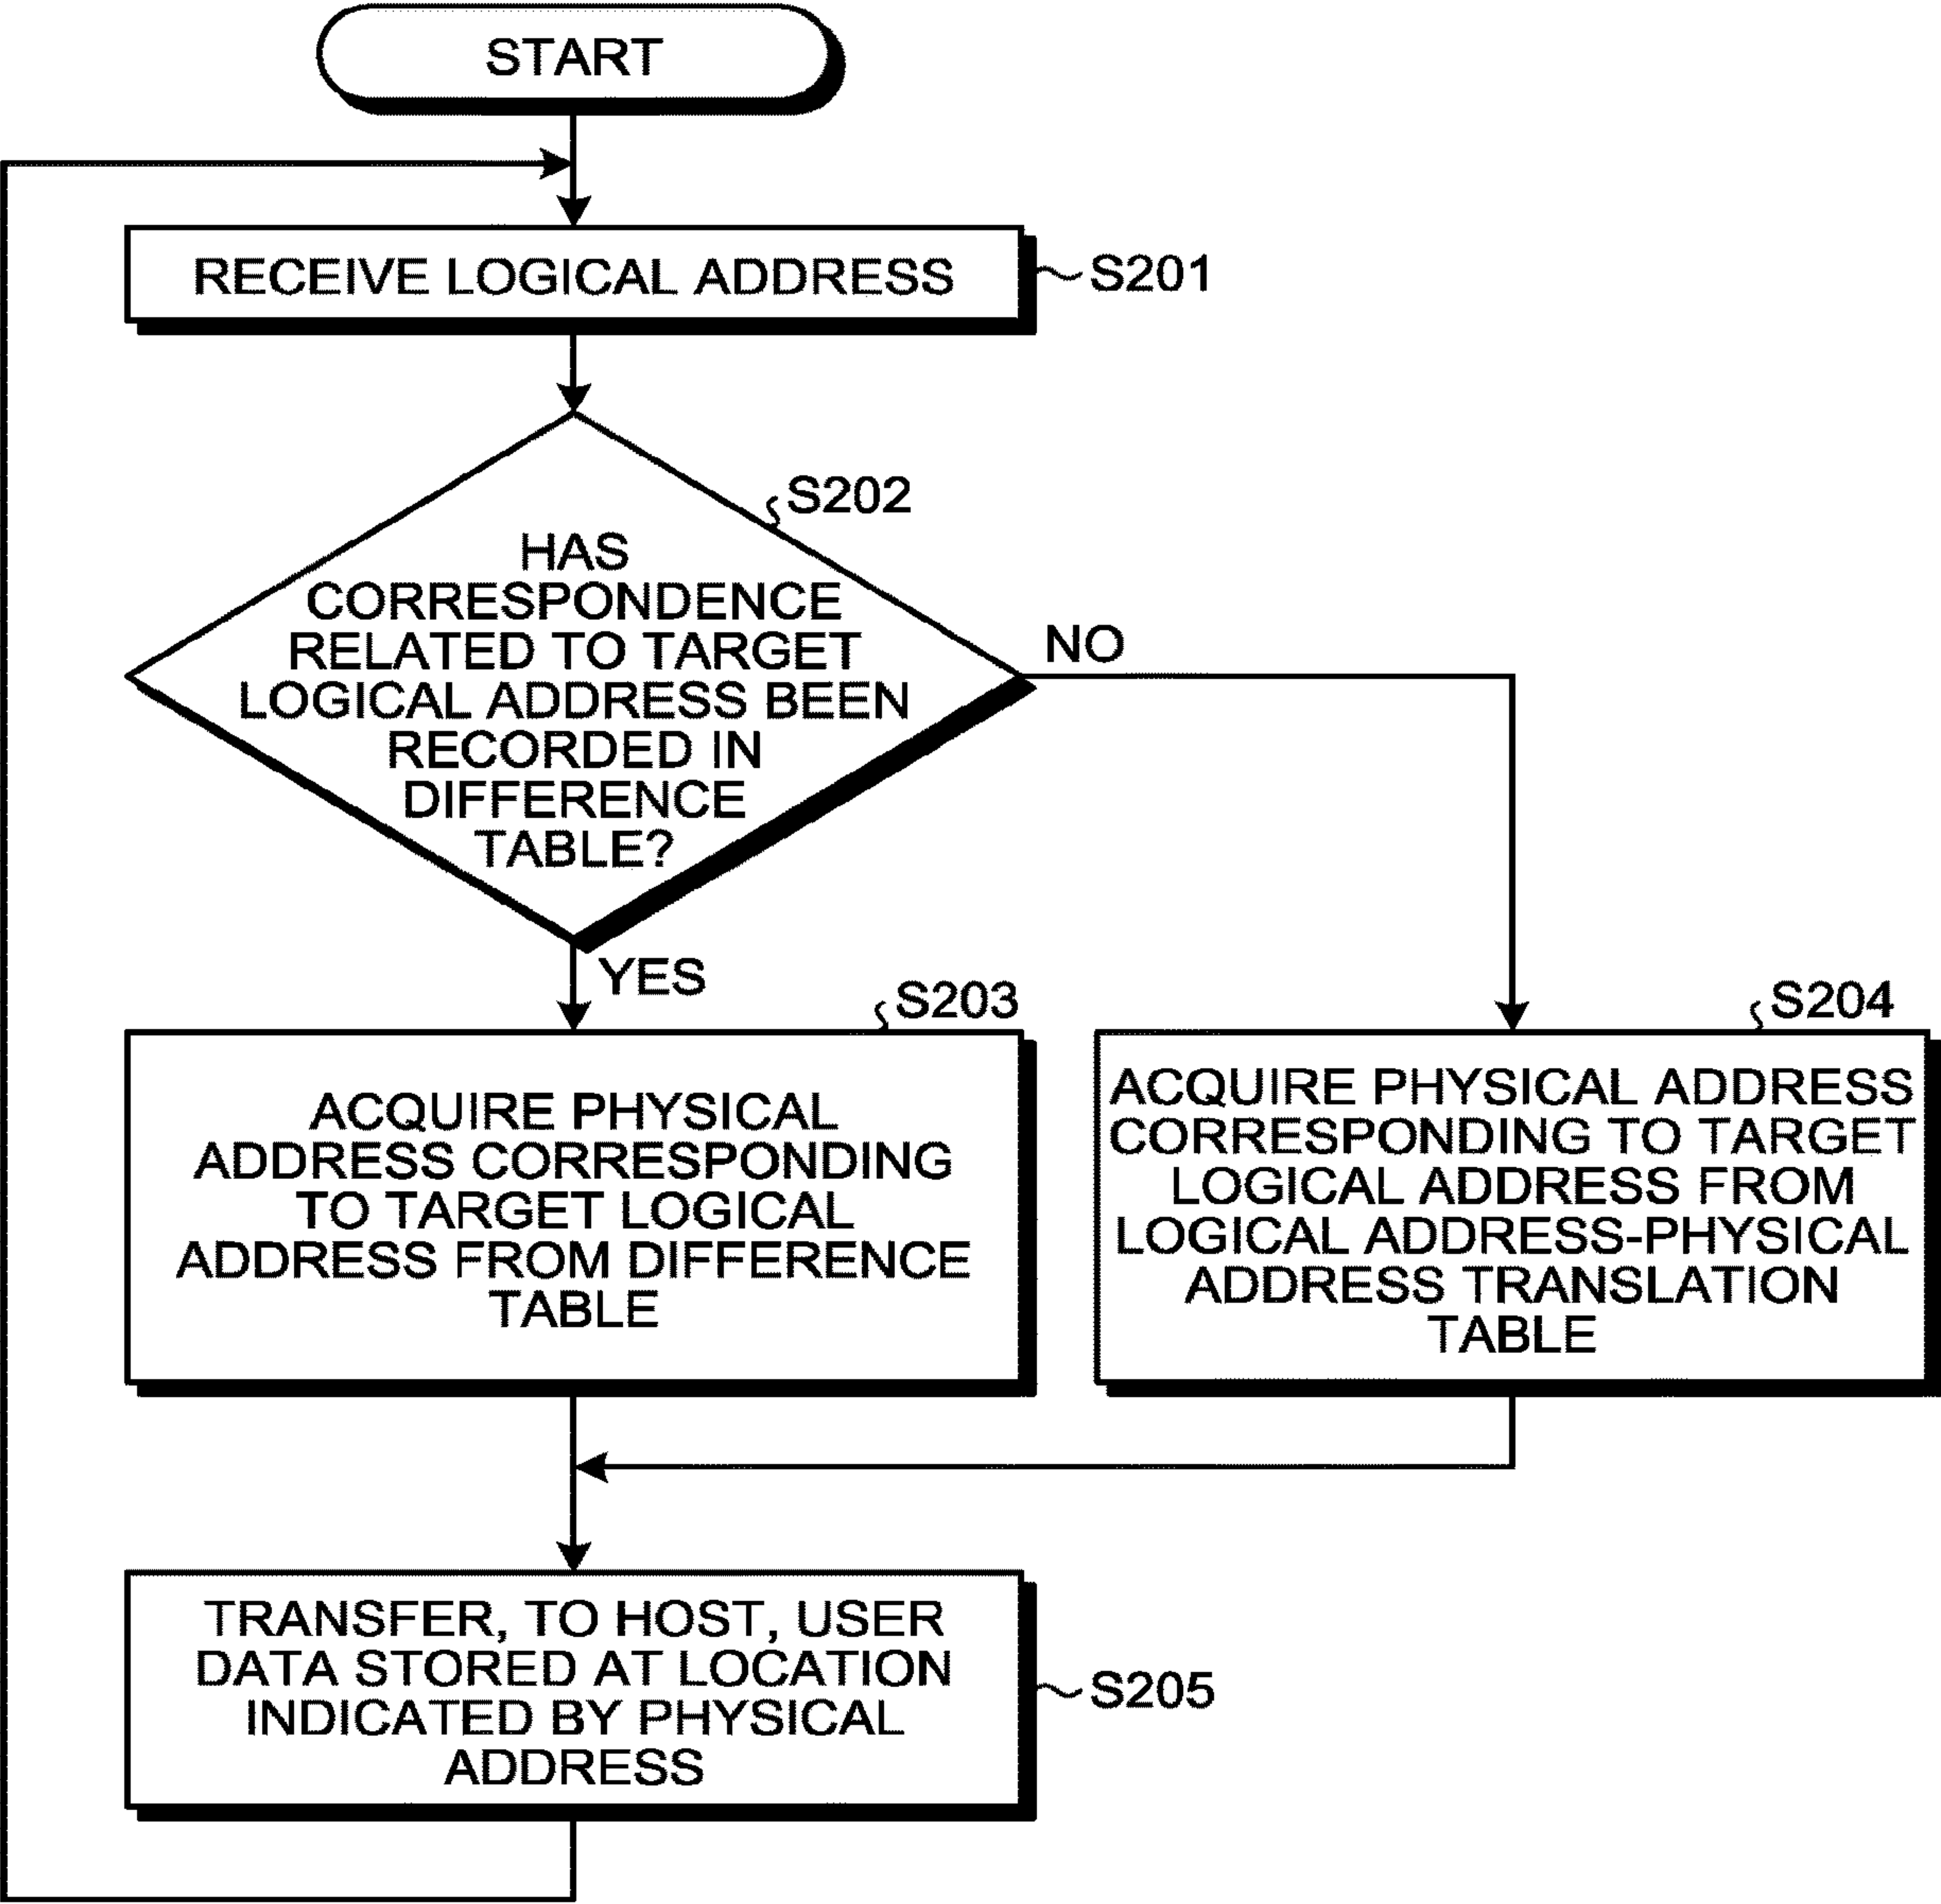 START
RECEIVE LOGICAL ADDRESS
S201
S202
HAS
CORRESPONDENCE
RELATED TO TARGET
LOGICAL ADDRESS BEEN
RECORDED IN
DIFFERENCE
TABLE?
NO
YES
S203
ACQUIRE PHYSICAL
ADDRESS CORRESPONDING
TO TARGET LOGICAL
ADDRESS FROM DIFFERENCE
TABLE
S204
ACQUIRE PHYSICAL ADDRESS
CORRESPONDING TO TARGET
LOGICAL ADDRESS FROM
LOGICAL ADDRESS-PHYSICAL
ADDRESS TRANSLATION
TABLE
TRANSFER, TO HOST, USER
DATA STORED AT LOCATION
INDICATED BY PHYSICAL
ADDRESS
S205